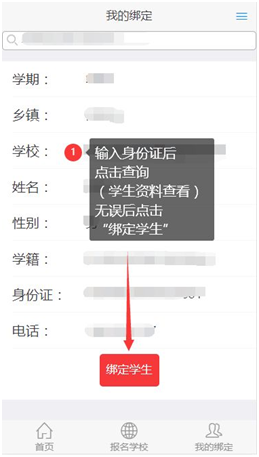 我的绑定
学期：
乡镇：
学校：
1
输入身份证后
点击查询
（学生资料查看）
无误后点击
“绑定学生”
姓名：
性别：
学籍：
身份证：
电话：
绑定学生
首页
报名学校
我的绑定